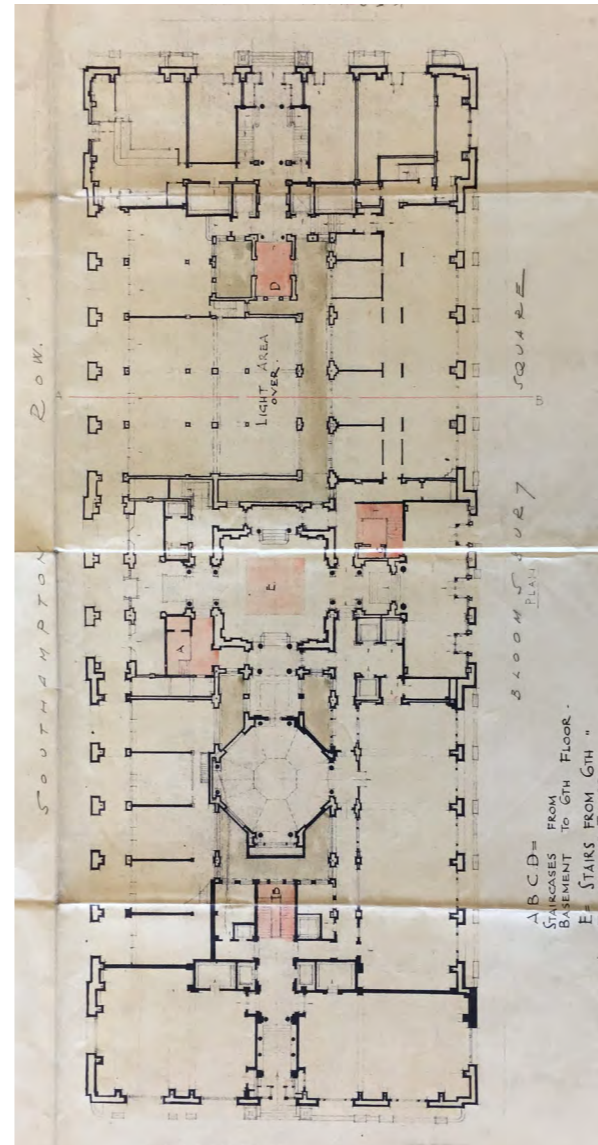 SOUTHAMPTON ROW.
D
LIGHT AREA
OVER.
A
B
E
A
B
BLOOMSBURY SQUARE
PLAN
A B C D =
STAIRCASES FROM
BASEMENT TO 6TH FLOOR.
E = STAIRS FROM 6TH "